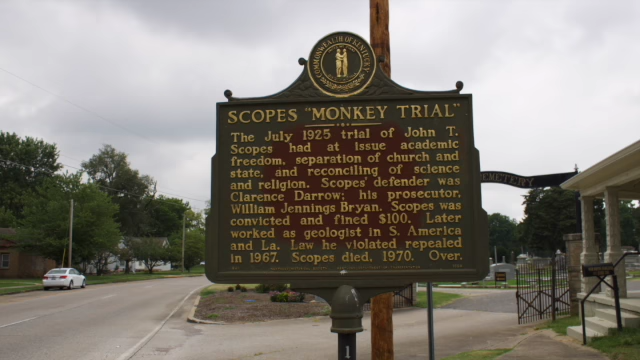 COMMONWEALTH OF KENTUCKY
SCOPES "MONKEY TRIAL"
The July 1925 trial of John T.
Scopes had at issue academic
freedom, separation of church and
state, and reconciling of science
and religion. Scopes' defender was
Clarence Darrow; his prosecutor,
William Jennings Bryan. Scopes was
convicted and fined $100. Later
worked as geologist in S. America
and La. Law he violated repealed
in 1967. Scopes died, 1970. Over.
CEMETERY
1